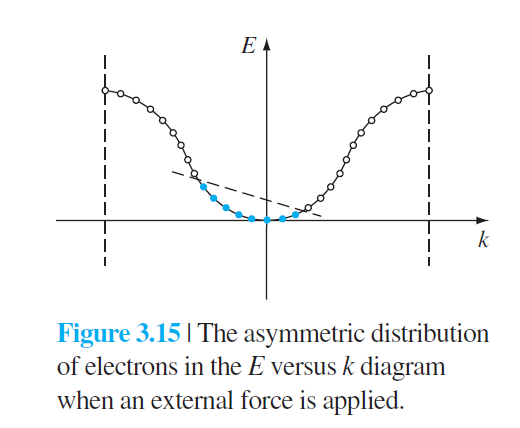 E
k
Figure 3.15 | The asymmetric distribution
of electrons in the E versus k diagram
when an external force is applied.